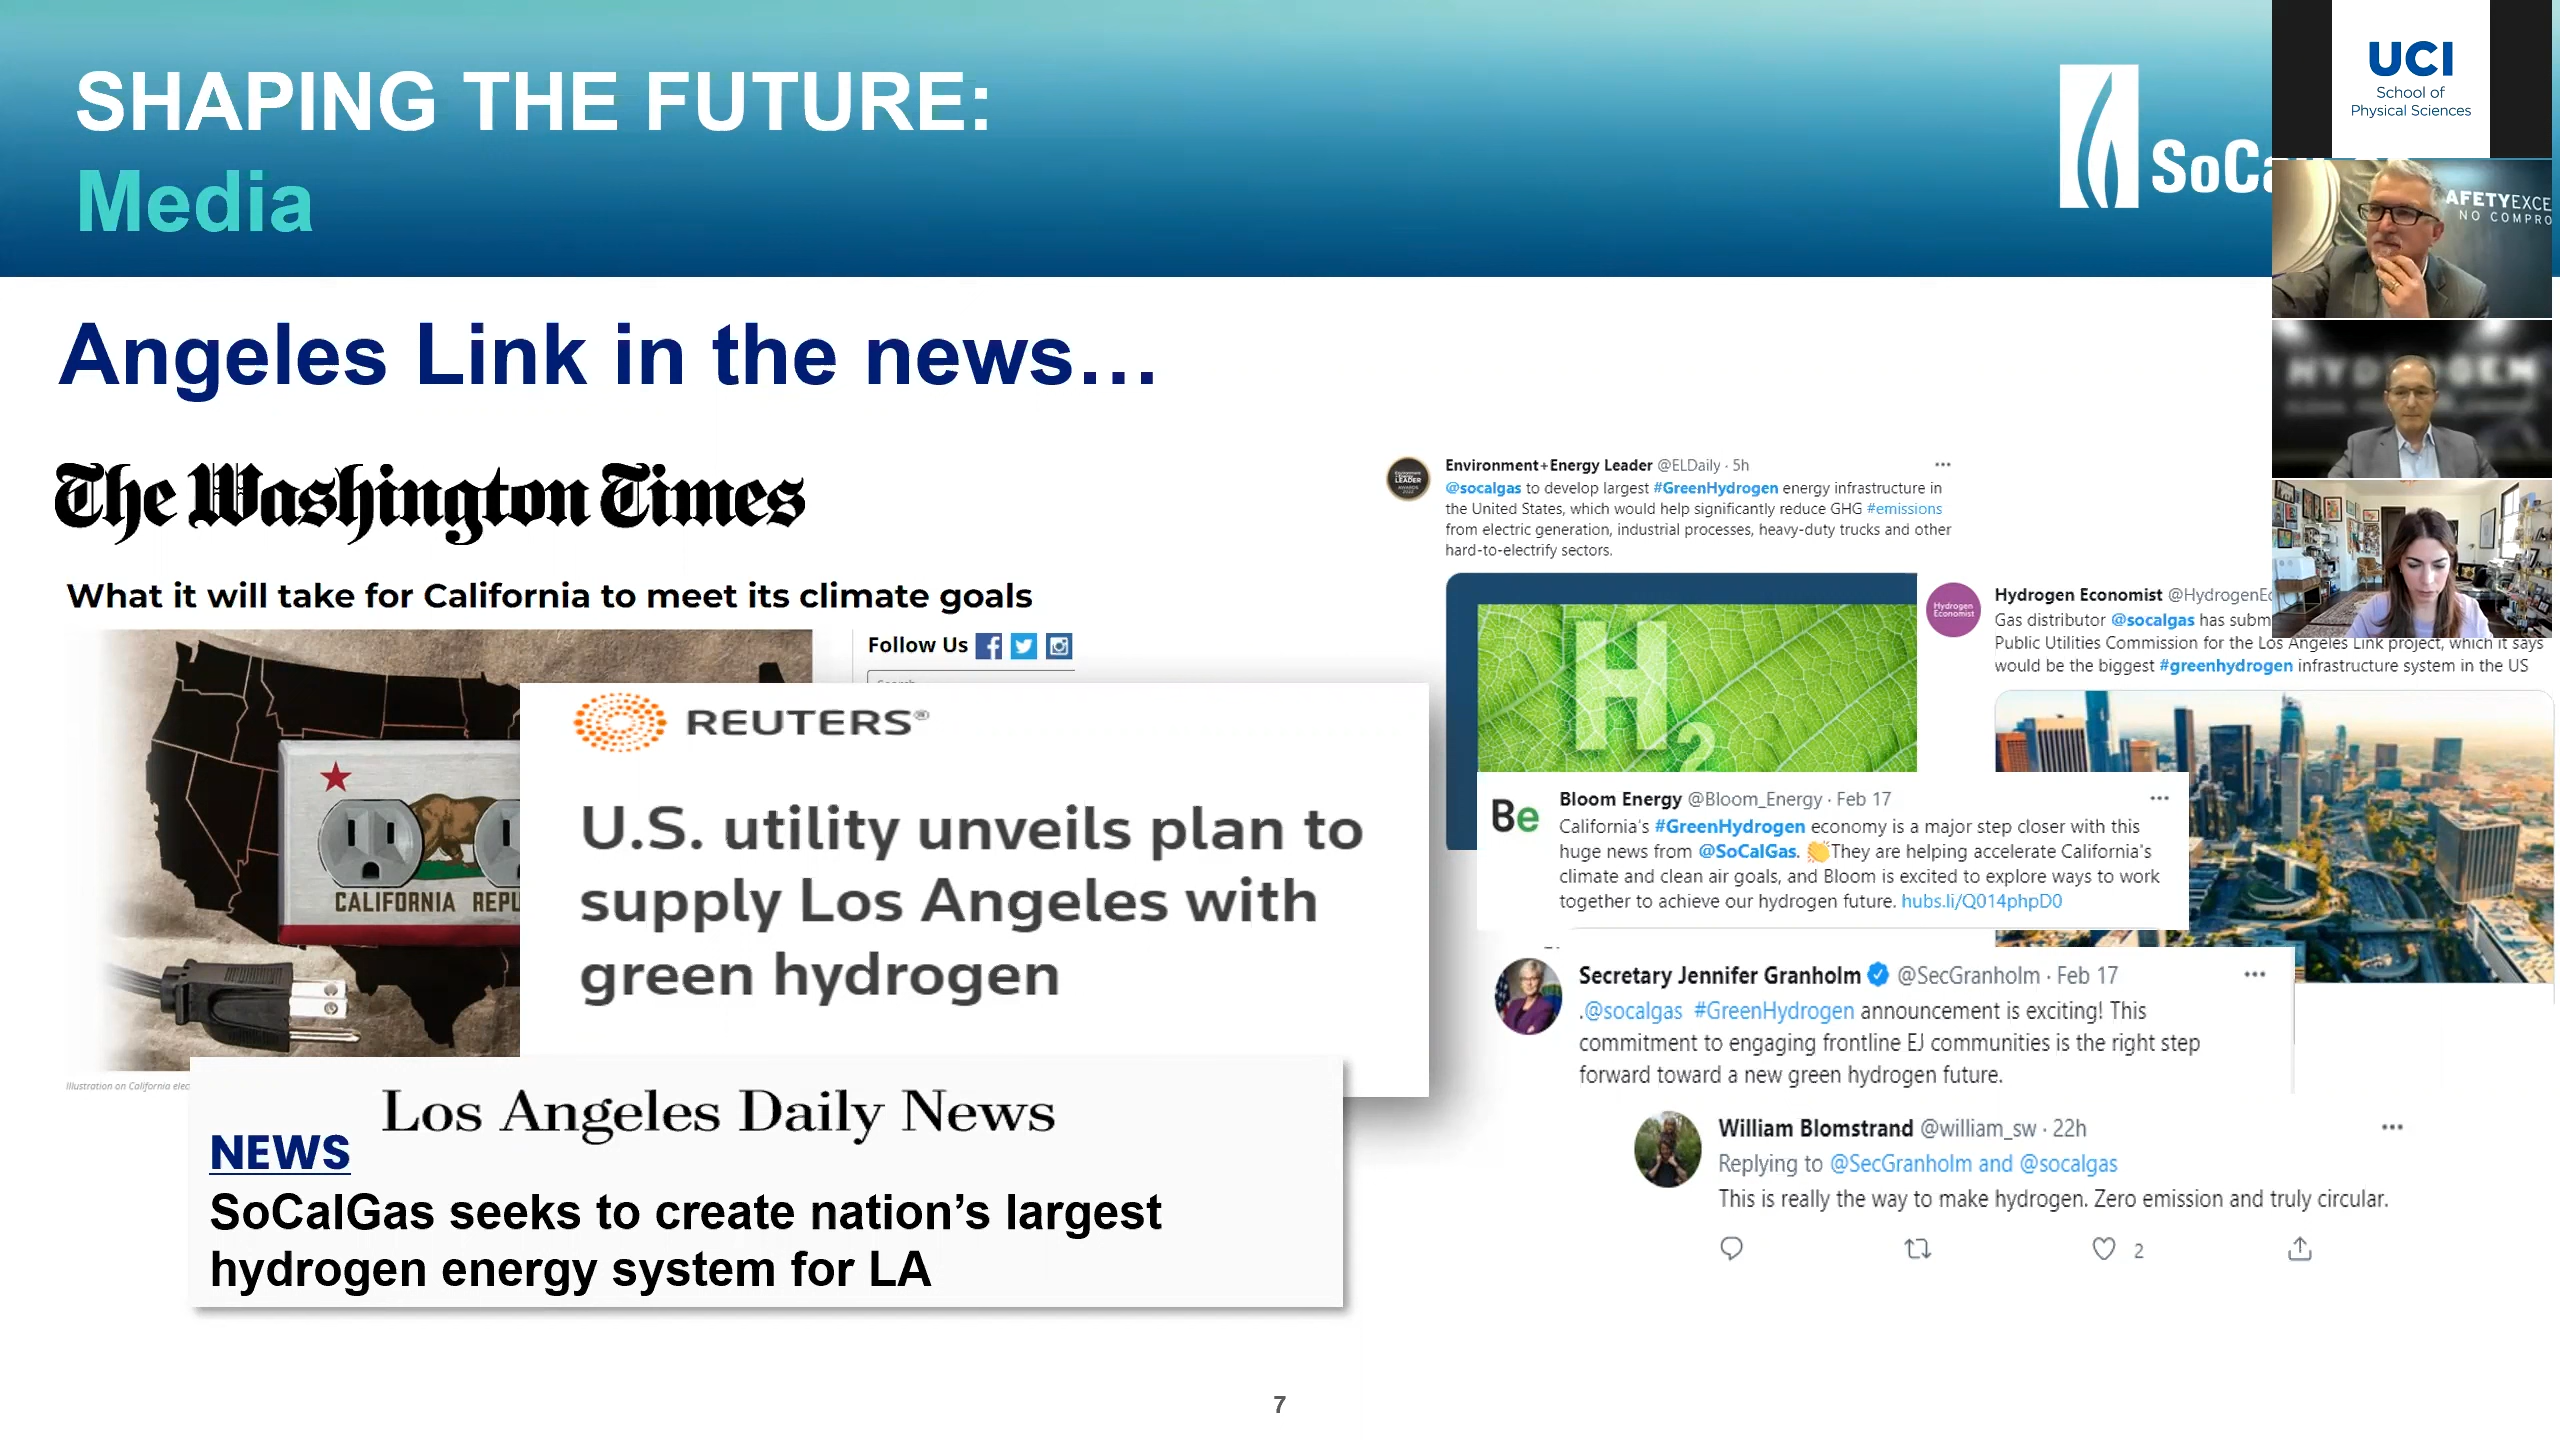 SHAPING THE FUTURE:
Media
SoCa
UCI
School of
Physical Sciences
AFETYEXCE
NO COMPRO
HYDROGEN
Angeles Link in the news…
The Washington Times
What it will take for California to meet its climate goals
Follow Us
CALIFORNIA REPU
Illustration on California elec
REUTERS®
U.S. utility unveils plan to
supply Los Angeles with
green hydrogen
Los Angeles Daily News
NEWS
SoCalGas seeks to create nation’s largest
hydrogen energy system for LA
Environment+Energy Leader @ELDaily · 5h
@socalgas to develop largest #GreenHydrogen energy infrastructure in
the United States, which would help significantly reduce GHG #emissions
from electric generation, industrial processes, heavy-duty trucks and other
hard-to-electrify sectors.
H2
Hydrogen
Economist
Hydrogen Economist @HydrogenEc
Gas distributor @socalgas has subm
Public Utilities Commission for the Los Angeles Link project, which it says
would be the biggest #greenhydrogen infrastructure system in the US
Be
Bloom Energy @Bloom_Energy · Feb 17
California's #GreenHydrogen economy is a major step closer with this
huge news from @SoCalGas. 👏They are helping accelerate California's
climate and clean air goals, and Bloom is excited to explore ways to work
together to achieve our hydrogen future. hubs.li/Q014phpD0
Secretary Jennifer Granholm @SecGranholm · Feb 17
.@socalgas #GreenHydrogen announcement is exciting! This
commitment to engaging frontline EJ communities is the right step
forward toward a new green hydrogen future.
William Blomstrand @william_sw · 22h
Replying to @SecGranholm and @socalgas
This is really the way to make hydrogen. Zero emission and truly circular.
2
7